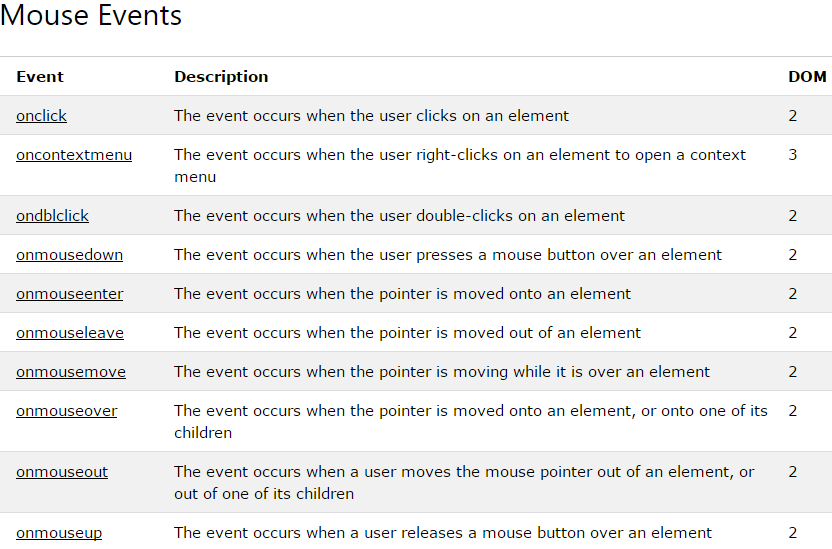 Mouse Events
Event Description DOM
onclick The event occurs when the user clicks on an element 2
oncontextmenu The event occurs when the user right-clicks on an element to open a context 3
menu
ondblclick The event occurs when the user double-clicks on an element 2
onmousedown The event occurs when the user presses a mouse button over an element 2
onmouseenter The event occurs when the pointer is moved onto an element 2
onmouseleave The event occurs when the pointer is moved out of an element 2
onmousemove The event occurs when the pointer is moving while it is over an element 2
onmouseover The event occurs when the pointer is moved onto an element, or onto one of its 2
children
onmouseout The event occurs when a user moves the mouse pointer out of an element, or 2
out of one of its children
onmouseup The event occurs when a user releases a mouse button over an element 2